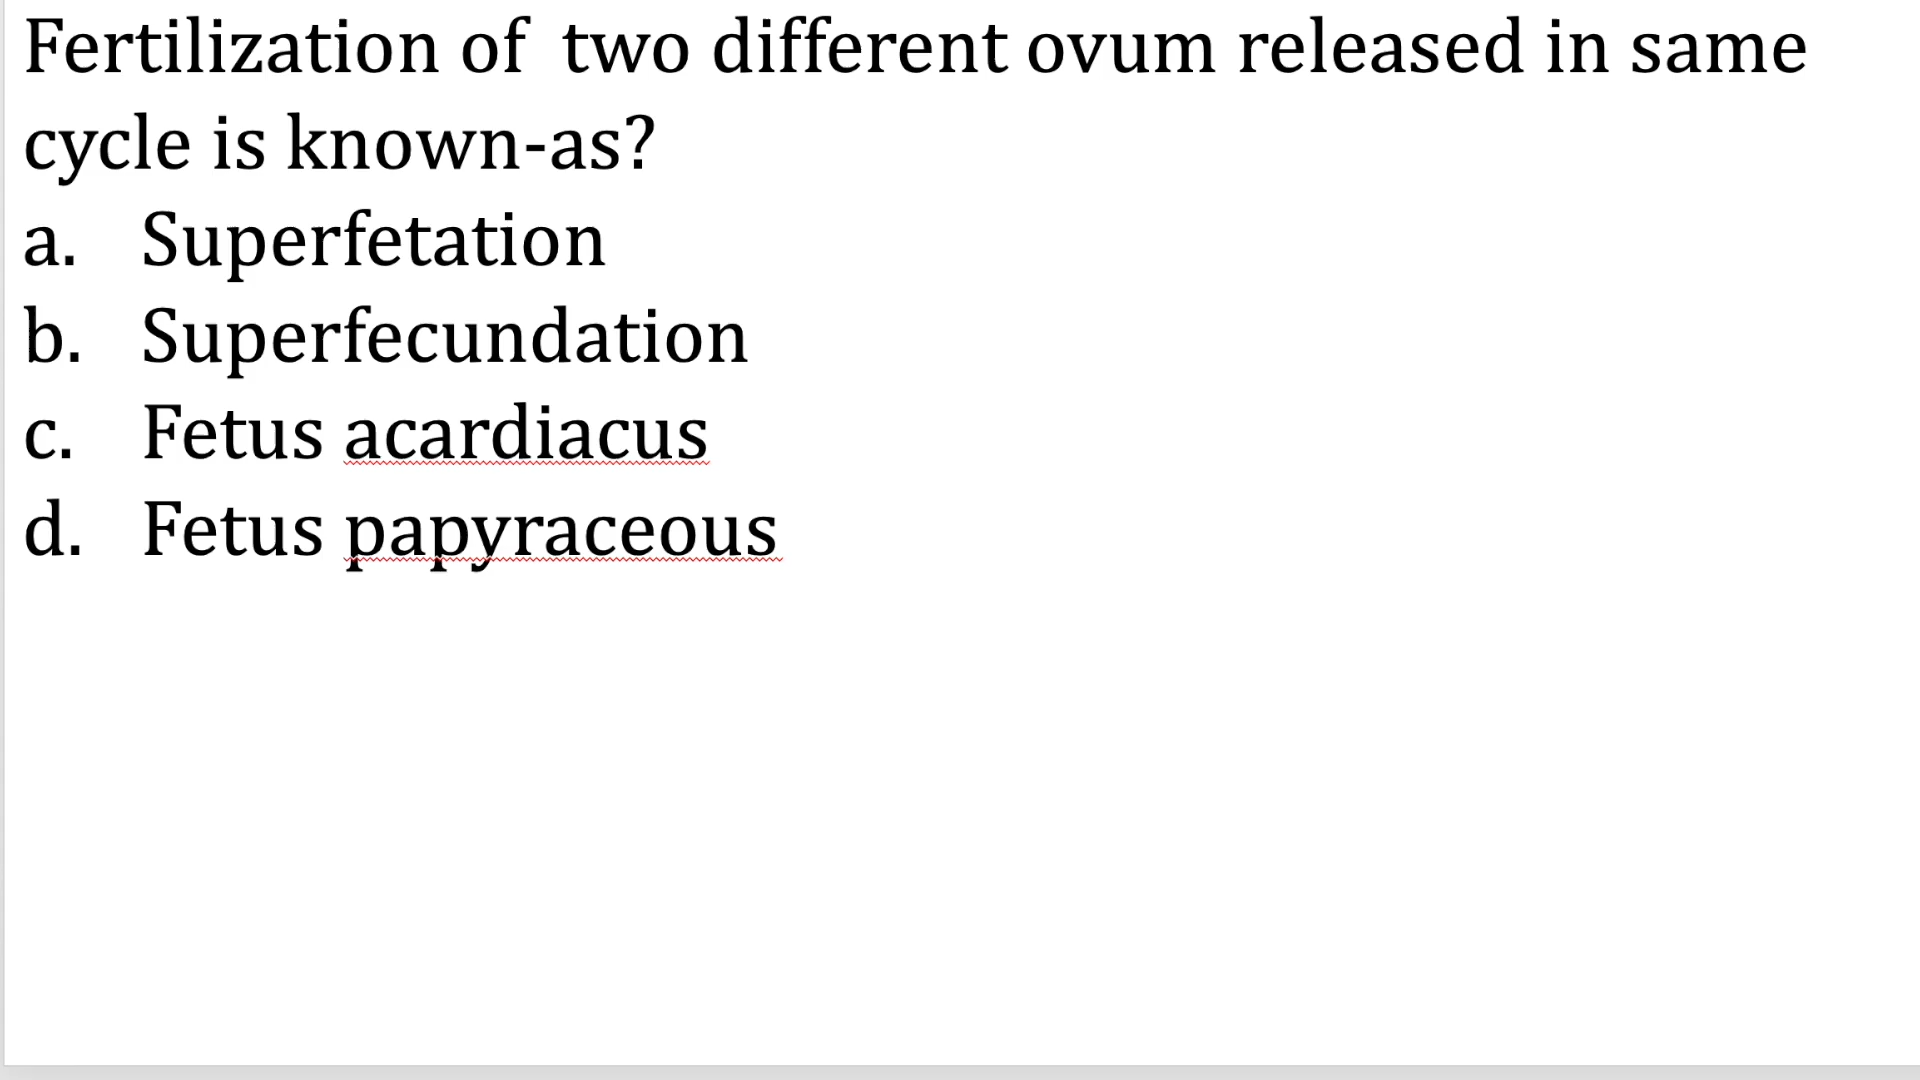 Fertilization of  two different ovum released in same
cycle is known-as?
a. Superfetation
b. Superfecundation
c. Fetus acardiacus
d. Fetus papyraceous